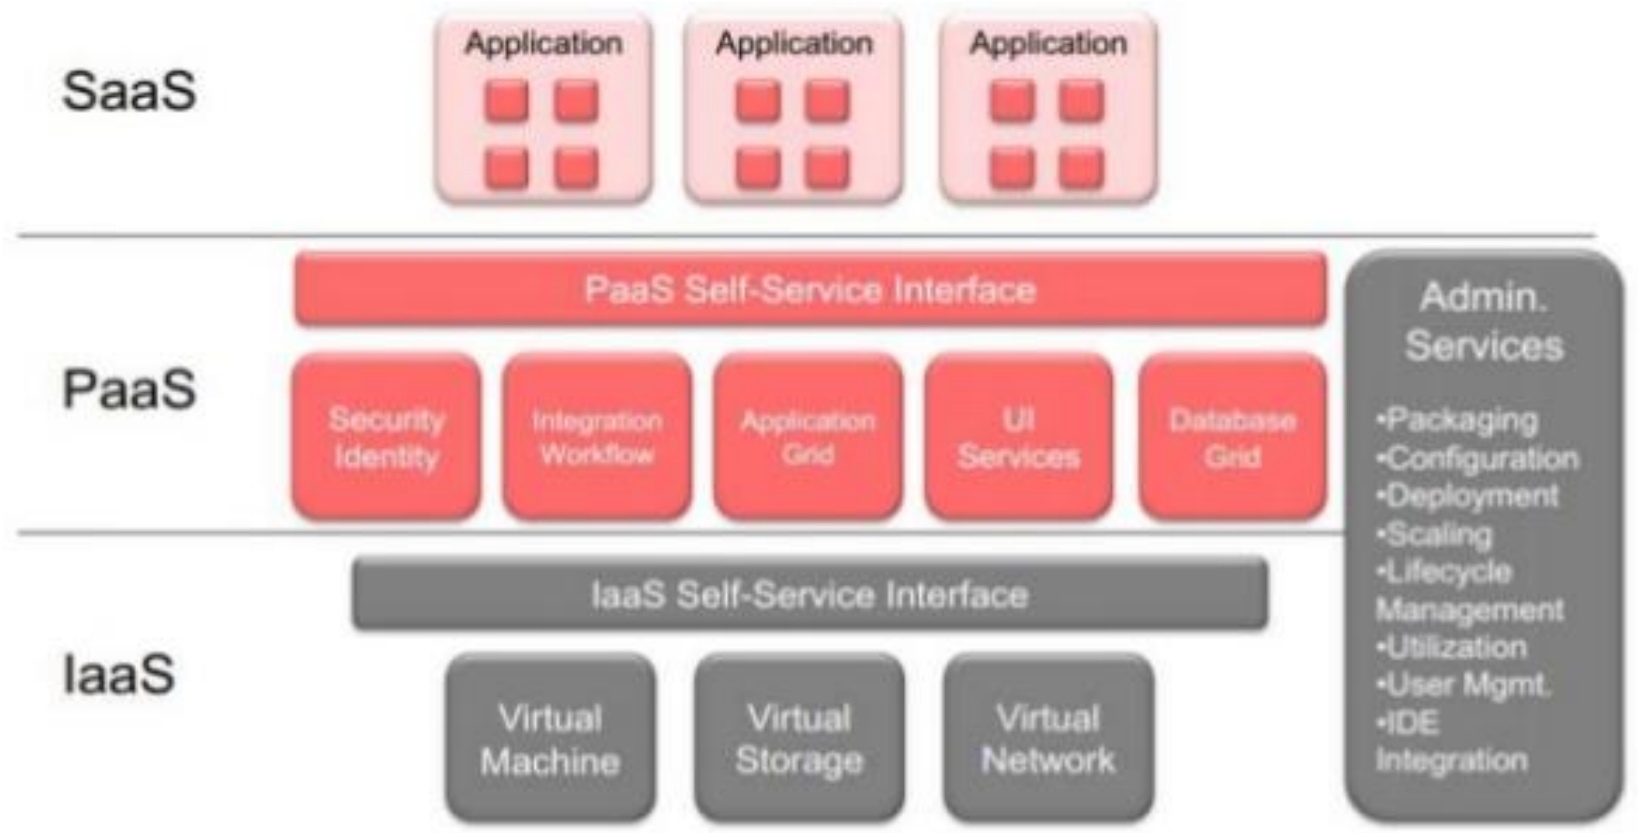 SaaS
Application
Application
Application
PaaS
PaaS Self-Service Interface
Security
Identity
Integration
Workflow
Application
Grid
UI
Services
Database
Grid
IaaS
IaaS Self-Service Interface
Virtual
Machine
Virtual
Storage
Virtual
Network
Admin.
Services
•Packaging
•Configuration
•Deployment
•Scaling
•Lifecycle
Management
•Utilization
•User Mgmt.
•IDE
Integration